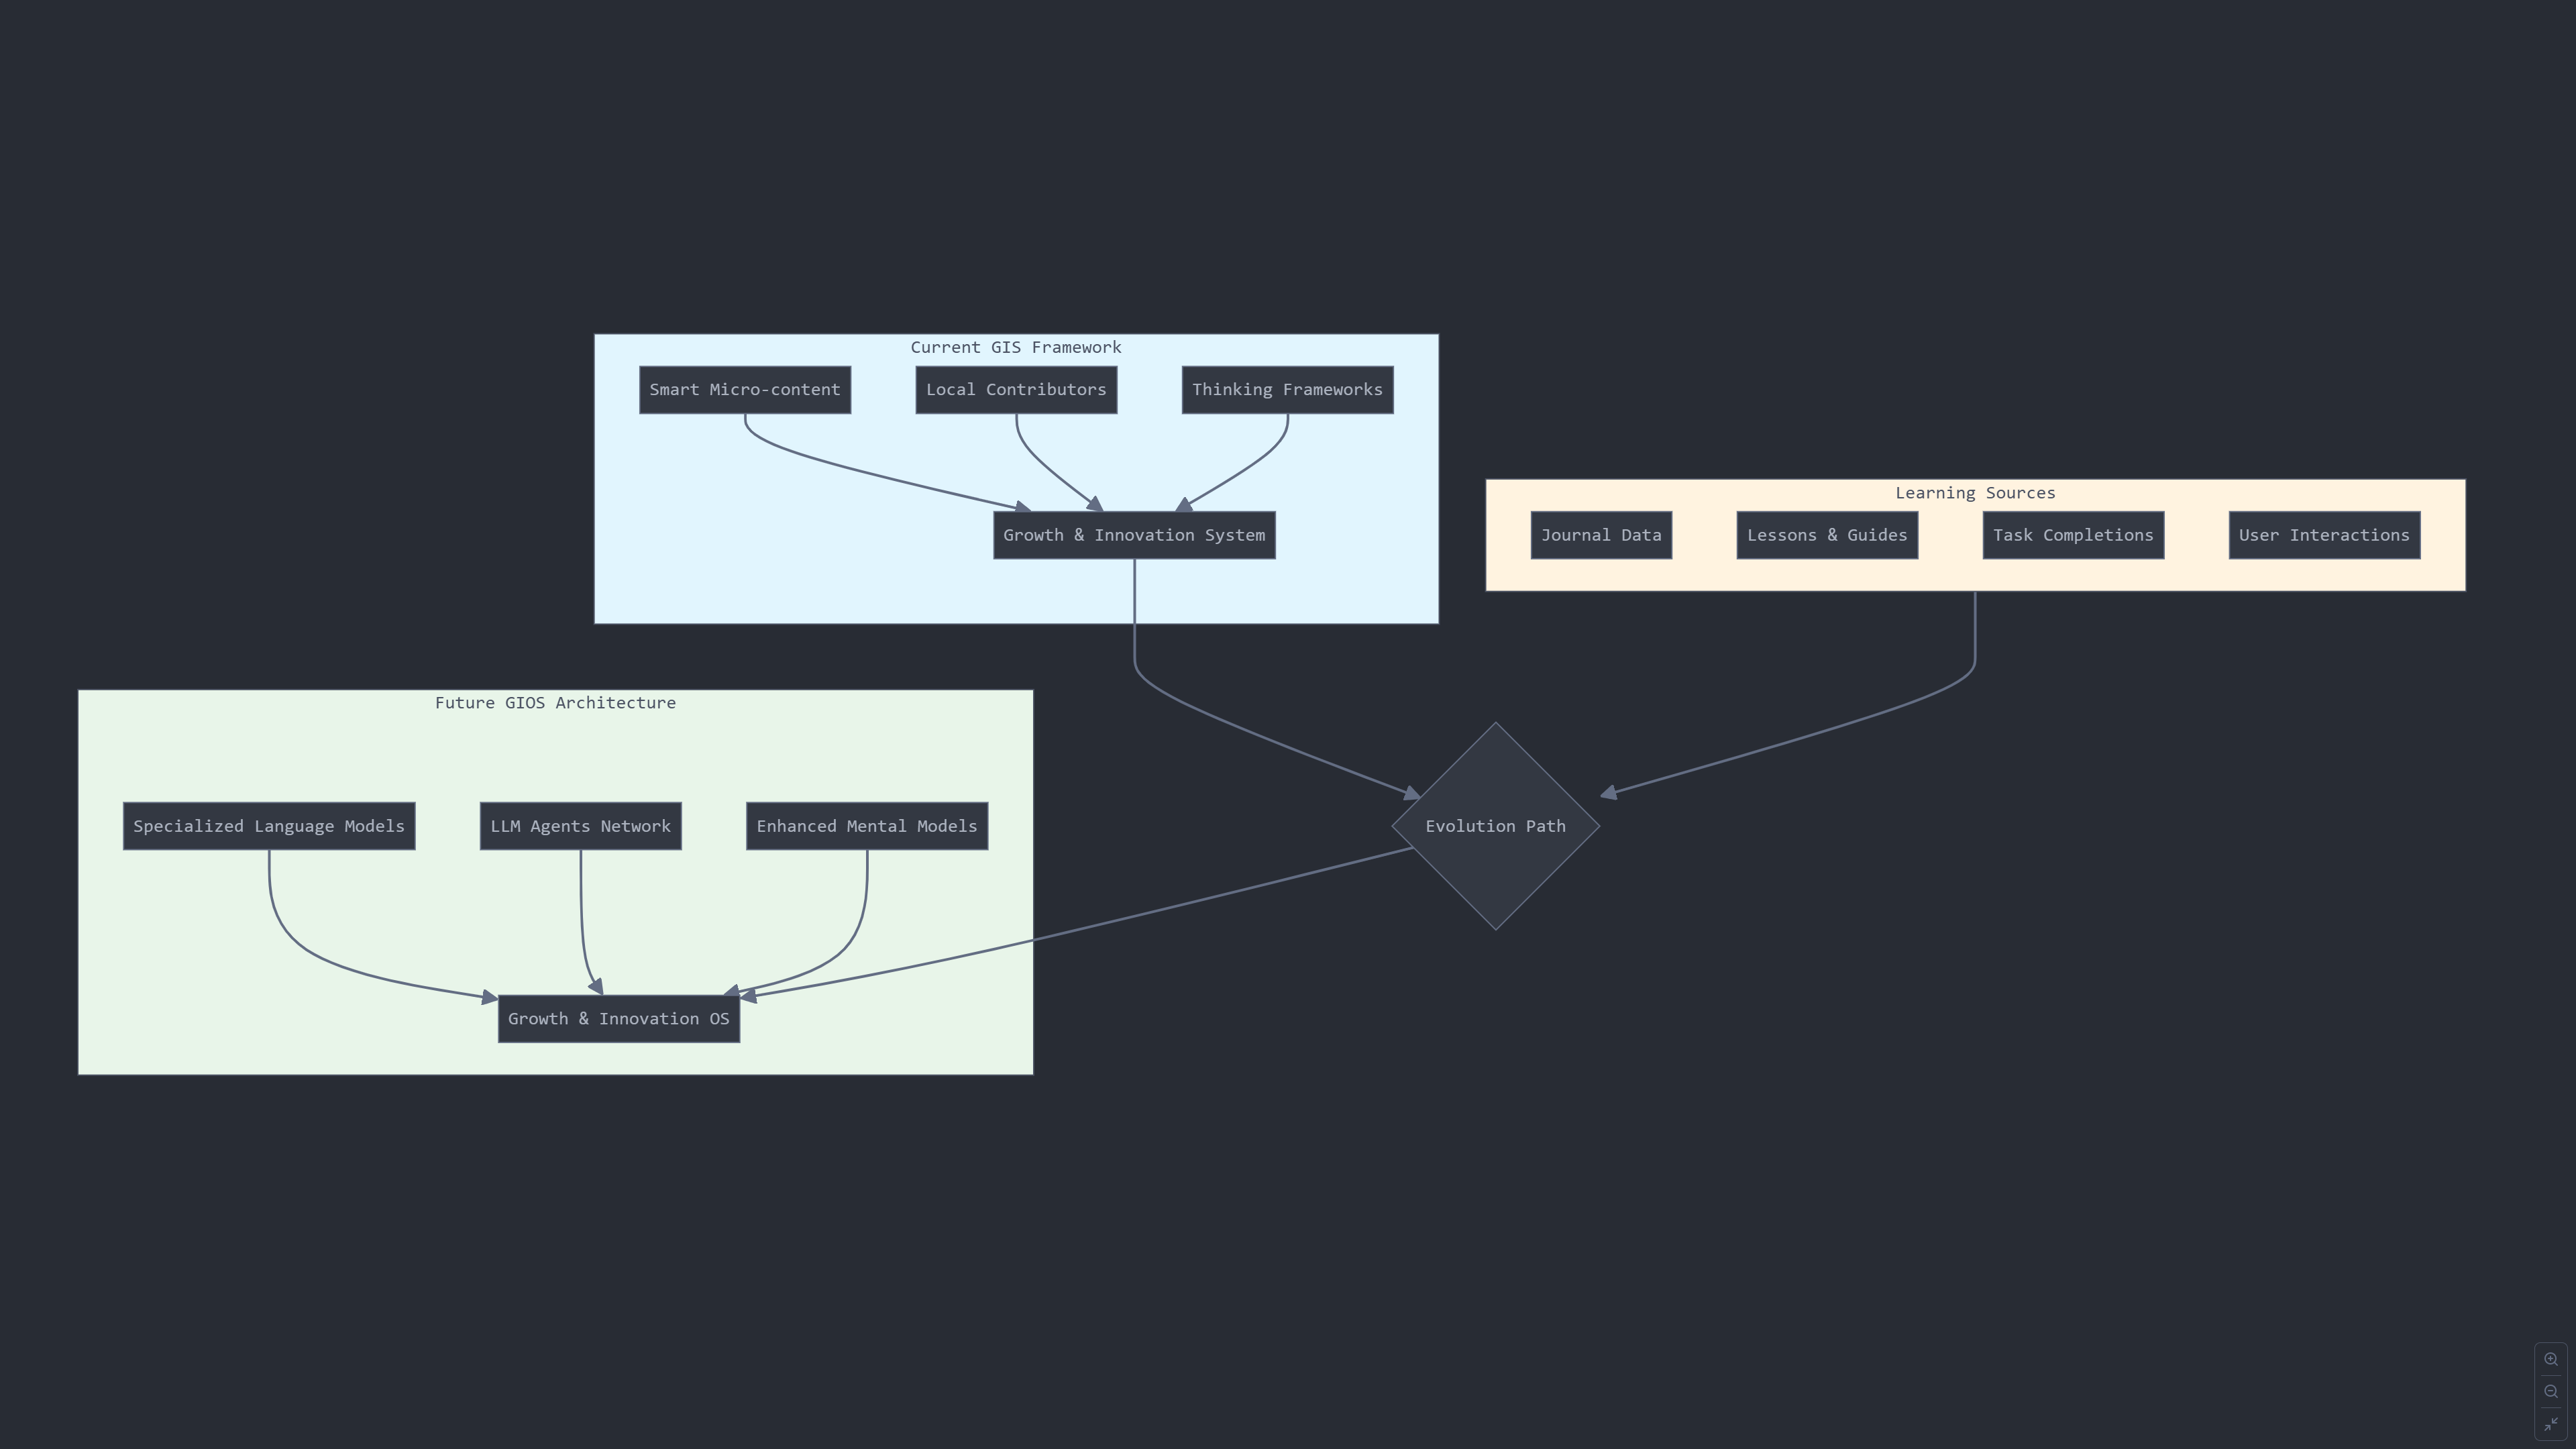 Current GIS Framework
Smart Micro-content
Local Contributors
Thinking Frameworks
Growth & Innovation System
Learning Sources
Journal Data
Lessons & Guides
Task Completions
User Interactions
Future GIOS Architecture
Specialized Language Models
LLM Agents Network
Enhanced Mental Models
Evolution Path
Growth & Innovation OS